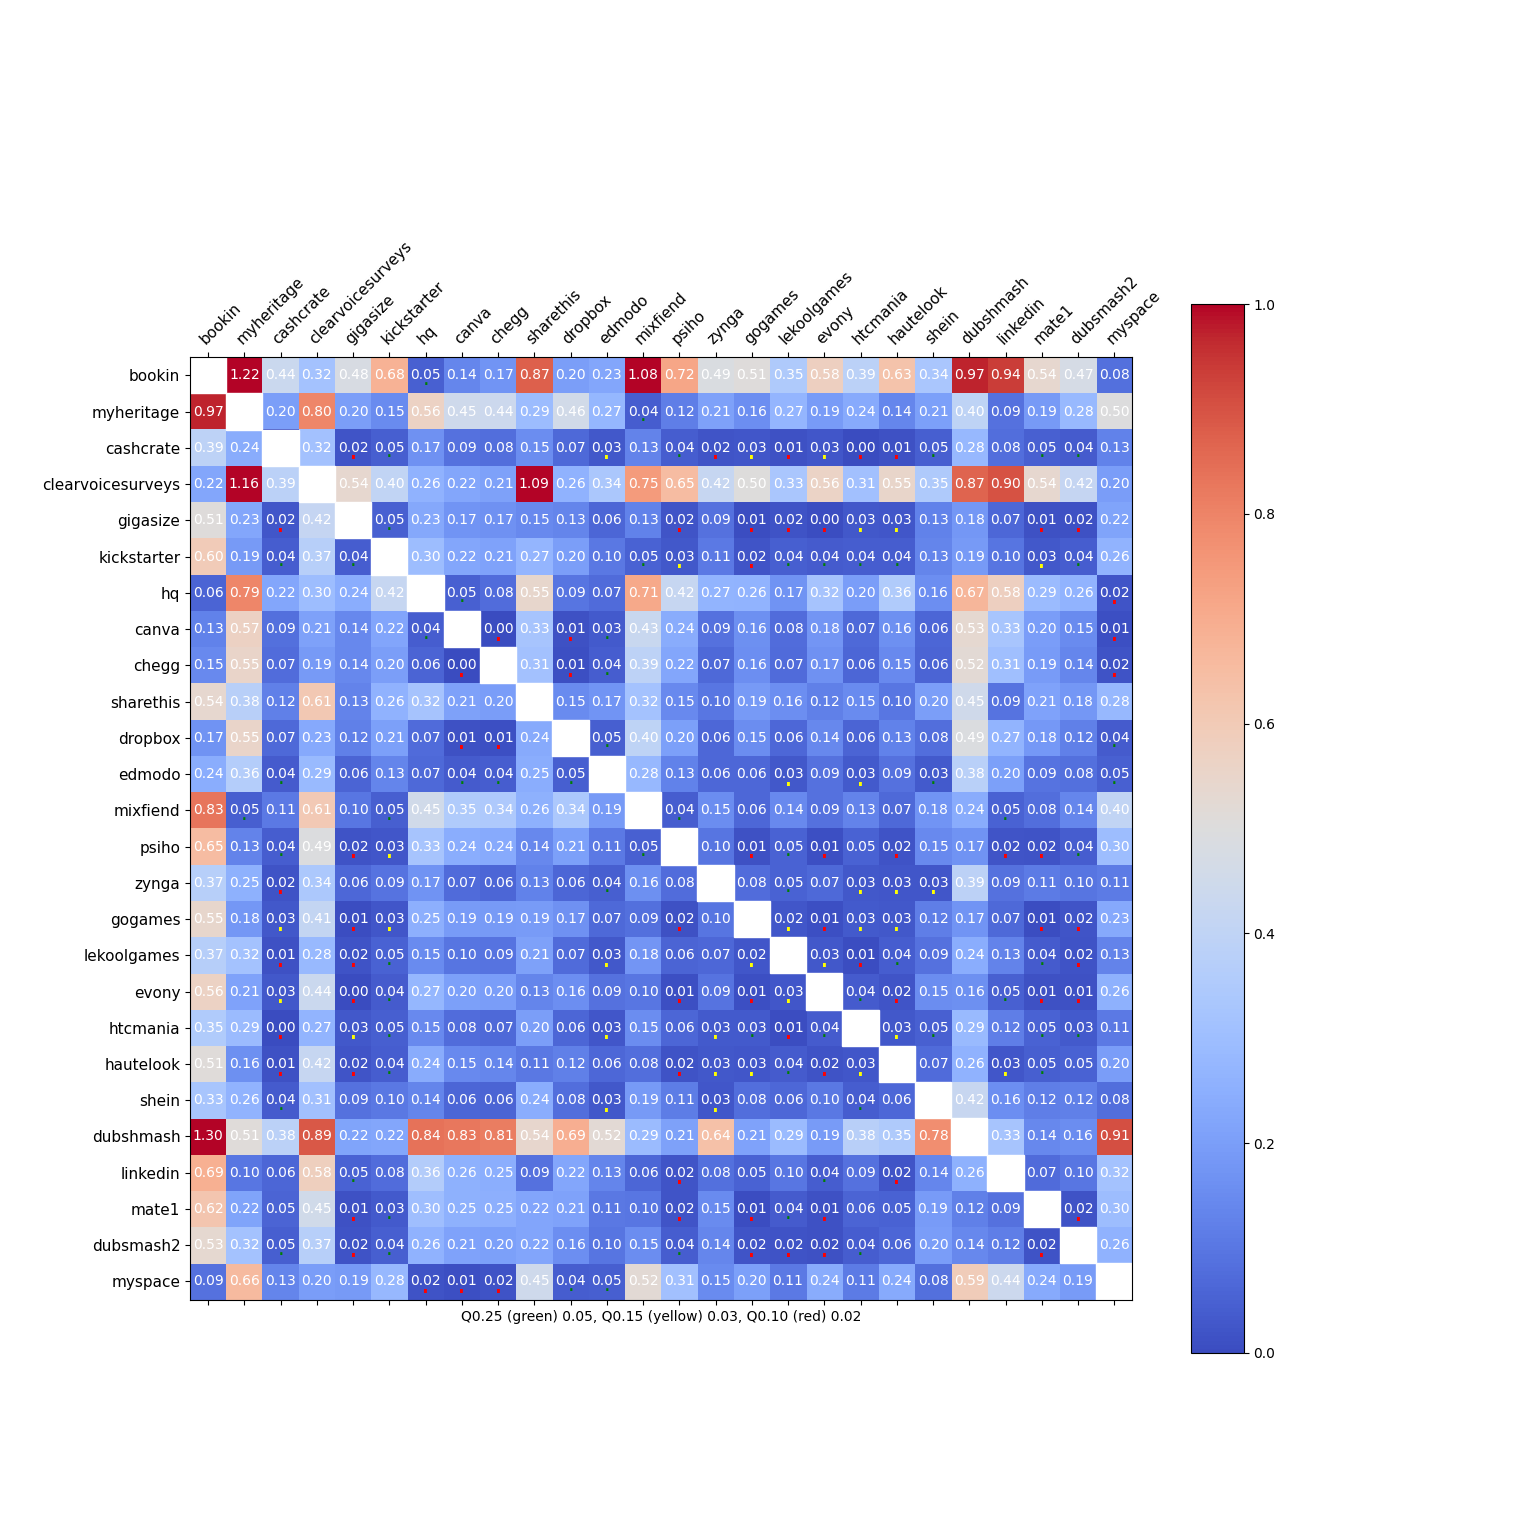 bookin myheritage cashcrate clearvoicesurveys gigasize kickstarter hq canva chegg sharethis dropbox edmodo mixfiend psiho zynga gogames lekoolgames evony htcmania hautelook shein dubshmash linkedin mate1 dubsmash2 myspace
bookin 1.22 0.44 0.32 0.48 0.68 0.05 0.14 0.17 0.87 0.20 0.23 1.08 0.72 0.49 0.51 0.35 0.58 0.39 0.63 0.34 0.97 0.94 0.54 0.47 0.08
myheritage 0.97 0.20 0.80 0.20 0.15 0.56 0.45 0.44 0.29 0.46 0.27 0.04 0.12 0.21 0.16 0.27 0.19 0.24 0.14 0.21 0.40 0.09 0.19 0.28 0.50
cashcrate 0.39 0.24 0.32 0.02 0.05 0.17 0.09 0.08 0.15 0.07 0.03 0.13 0.04 0.02 0.03 0.01 0.03 0.00 0.01 0.05 0.28 0.08 0.05 0.04 0.13
clearvoicesurveys 0.22 1.16 0.39 0.54 0.40 0.26 0.22 0.21 1.09 0.26 0.34 0.75 0.65 0.42 0.50 0.33 0.56 0.31 0.55 0.35 0.87 0.90 0.54 0.42 0.20
gigasize 0.51 0.23 0.02 0.42 0.05 0.23 0.17 0.17 0.15 0.13 0.06 0.13 0.02 0.09 0.01 0.02 0.00 0.03 0.03 0.13 0.18 0.07 0.01 0.02 0.22
kickstarter 0.60 0.19 0.04 0.37 0.04 0.30 0.22 0.21 0.27 0.20 0.10 0.05 0.03 0.11 0.02 0.04 0.04 0.04 0.04 0.13 0.19 0.10 0.03 0.04 0.26
hq 0.06 0.79 0.22 0.30 0.24 0.42 0.05 0.08 0.55 0.09 0.07 0.71 0.42 0.27 0.26 0.17 0.32 0.20 0.36 0.16 0.67 0.58 0.29 0.26 0.02
canva 0.13 0.57 0.09 0.21 0.14 0.22 0.04 0.00 0.33 0.01 0.03 0.43 0.24 0.09 0.16 0.08 0.18 0.07 0.16 0.06 0.53 0.33 0.20 0.15 0.01
chegg 0.15 0.55 0.07 0.19 0.14 0.20 0.06 0.00 0.31 0.01 0.04 0.39 0.22 0.07 0.16 0.07 0.17 0.06 0.15 0.06 0.52 0.31 0.19 0.14 0.02
sharethis 0.54 0.38 0.12 0.61 0.13 0.26 0.32 0.21 0.20 0.15 0.17 0.32 0.15 0.10 0.19 0.16 0.12 0.15 0.10 0.20 0.45 0.09 0.21 0.18 0.28
dropbox 0.17 0.55 0.07 0.23 0.12 0.21 0.07 0.01 0.01 0.24 0.05 0.40 0.20 0.06 0.15 0.06 0.14 0.06 0.13 0.08 0.49 0.27 0.18 0.12 0.04
edmodo 0.24 0.36 0.04 0.29 0.06 0.13 0.07 0.04 0.04 0.25 0.05 0.28 0.13 0.06 0.06 0.03 0.09 0.03 0.09 0.03 0.38 0.20 0.09 0.08 0.05
mixfiend 0.83 0.05 0.11 0.61 0.10 0.05 0.45 0.35 0.34 0.26 0.34 0.19 0.04 0.15 0.06 0.14 0.09 0.13 0.07 0.18 0.24 0.05 0.08 0.14 0.40
psiho 0.65 0.13 0.04 0.49 0.02 0.03 0.33 0.24 0.24 0.14 0.21 0.11 0.05 0.10 0.01 0.05 0.01 0.05 0.02 0.15 0.17 0.02 0.02 0.04 0.30
zynga 0.37 0.25 0.02 0.34 0.06 0.09 0.17 0.07 0.06 0.13 0.06 0.04 0.16 0.08 0.08 0.05 0.07 0.03 0.03 0.03 0.39 0.09 0.11 0.10 0.11
gogames 0.55 0.18 0.03 0.41 0.01 0.03 0.25 0.19 0.19 0.19 0.17 0.07 0.09 0.02 0.10 0.02 0.01 0.03 0.03 0.12 0.17 0.07 0.01 0.02 0.23
lekoolgames 0.37 0.32 0.01 0.28 0.02 0.05 0.15 0.10 0.09 0.21 0.07 0.03 0.18 0.06 0.07 0.02 0.03 0.01 0.04 0.09 0.24 0.13 0.04 0.02 0.13
evony 0.56 0.21 0.03 0.44 0.00 0.04 0.27 0.20 0.20 0.13 0.16 0.09 0.10 0.01 0.09 0.01 0.03 0.04 0.02 0.15 0.16 0.05 0.01 0.01 0.26
htcmania 0.35 0.29 0.00 0.27 0.03 0.05 0.15 0.08 0.07 0.20 0.06 0.03 0.15 0.06 0.03 0.03 0.01 0.04 0.03 0.05 0.29 0.12 0.05 0.03 0.11
hautelook 0.51 0.16 0.01 0.42 0.02 0.04 0.24 0.15 0.14 0.11 0.12 0.06 0.08 0.02 0.03 0.03 0.04 0.02 0.03 0.07 0.26 0.03 0.05 0.05 0.20
shein 0.33 0.26 0.04 0.31 0.09 0.10 0.14 0.06 0.06 0.24 0.08 0.03 0.19 0.11 0.03 0.08 0.06 0.10 0.04 0.06 0.42 0.16 0.12 0.12 0.08
dubshmash 1.30 0.51 0.38 0.89 0.22 0.22 0.84 0.83 0.81 0.54 0.69 0.52 0.29 0.21 0.64 0.21 0.29 0.19 0.38 0.35 0.78 0.33 0.14 0.16 0.91
linkedin 0.69 0.10 0.06 0.58 0.05 0.08 0.36 0.26 0.25 0.09 0.22 0.13 0.06 0.02 0.08 0.05 0.10 0.04 0.09 0.02 0.14 0.26 0.07 0.10 0.32
mate1 0.62 0.22 0.05 0.45 0.01 0.03 0.30 0.25 0.25 0.22 0.21 0.11 0.10 0.02 0.15 0.01 0.04 0.01 0.06 0.05 0.19 0.12 0.09 0.02 0.30
dubsmash2 0.53 0.32 0.05 0.37 0.02 0.04 0.26 0.21 0.20 0.22 0.16 0.10 0.15 0.04 0.14 0.02 0.02 0.02 0.04 0.06 0.20 0.14 0.12 0.02 0.26
myspace 0.09 0.66 0.13 0.20 0.19 0.28 0.02 0.01 0.02 0.45 0.04 0.05 0.52 0.31 0.15 0.20 0.11 0.24 0.11 0.24 0.08 0.59 0.44 0.24 0.19
Q0.25 (green) 0.05, Q0.15 (yellow) 0.03, Q0.10 (red) 0.02
1.0
0.8
0.6
0.4
0.2
0.0